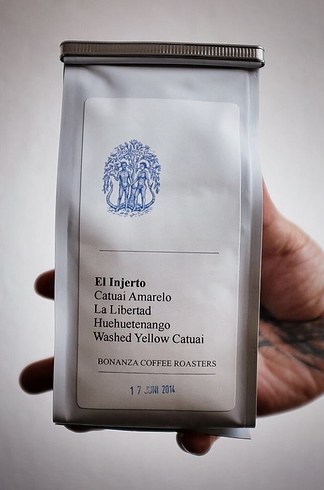 El Injerto
Catuai Amarelo
La Libertad
Huehuetenango
Washed Yellow Catuai
BONANZA COFFEE ROASTERS
17 JUNI 2014